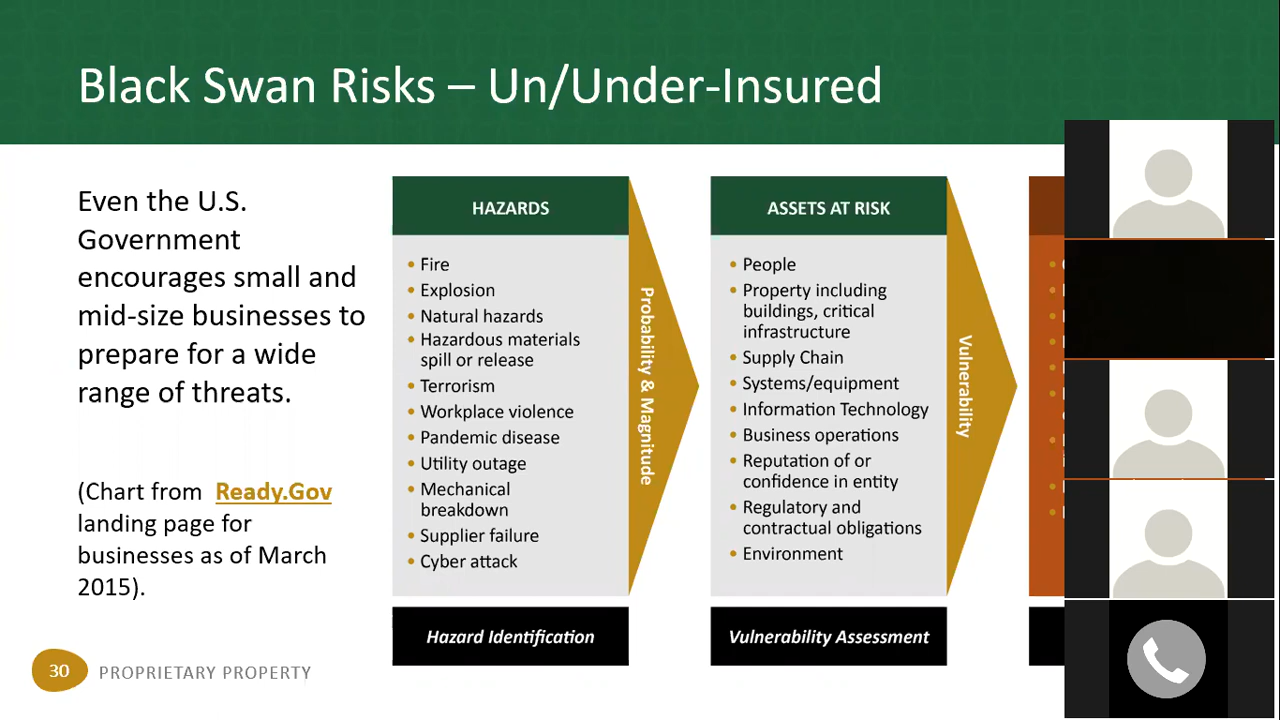 Black Swan Risks – Un/Under-Insured
Even the U.S.
Government
encourages small and
mid-size businesses to
prepare for a wide
range of threats.
(Chart from Ready.Gov
landing page for
businesses as of March
2015).
HAZARDS
• Fire
• Explosion
• Natural hazards
• Hazardous materials
spill or release
• Terrorism
• Workplace violence
• Pandemic disease
• Utility outage
• Mechanical
breakdown
• Supplier failure
• Cyber attack
Probability & Magnitude
Hazard Identification
ASSETS AT RISK
• People
• Property including
buildings, critical
infrastructure
• Supply Chain
• Systems/equipment
• Information Technology
• Business operations
• Reputation of or
confidence in entity
• Regulatory and
contractual obligations
• Environment
Vulnerability
Vulnerability Assessment
30 PROPRIETARY PROPERTY